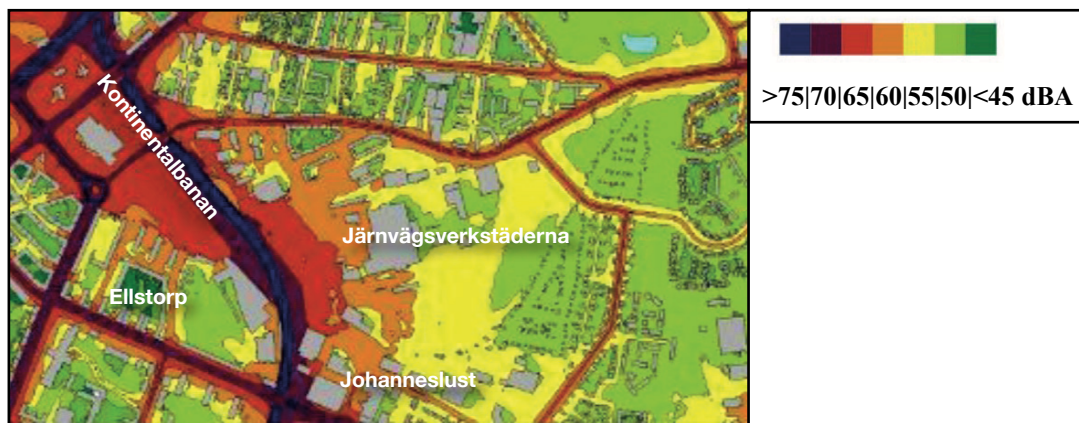 Kontinentalbanan
Järnvägsverkstäderna
Ellstorp
Johanneslust
>75|70|65|60|55|50|<45 dBA